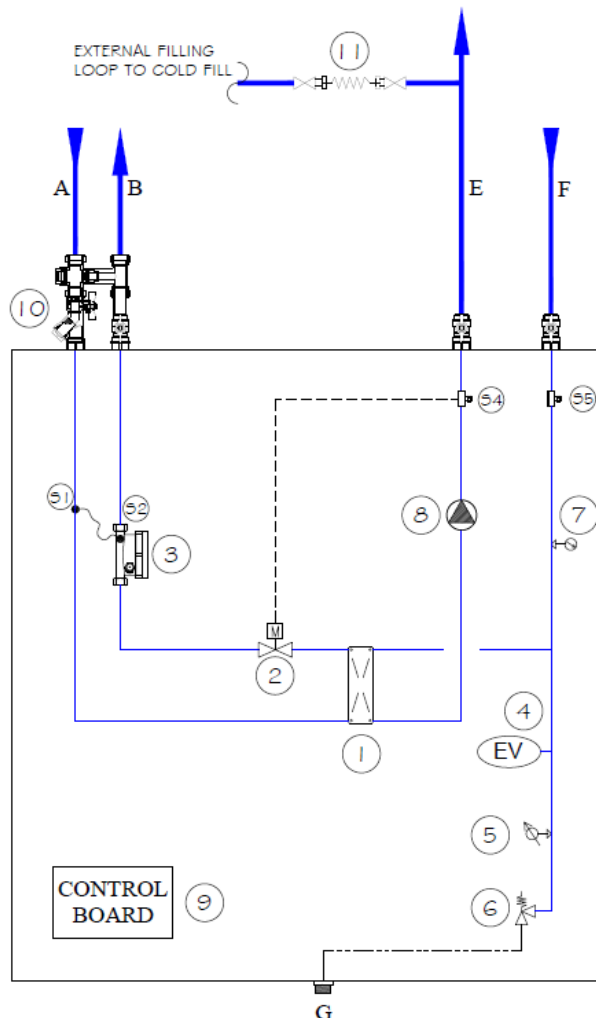 EXTERNAL FILLING
LOOP TO COLD FILL
11
A
B
E
F
10
S4
S5
S1
S2
8
7
3
M
2
4
1
EV
5
CONTROL
BOARD
9
6
G